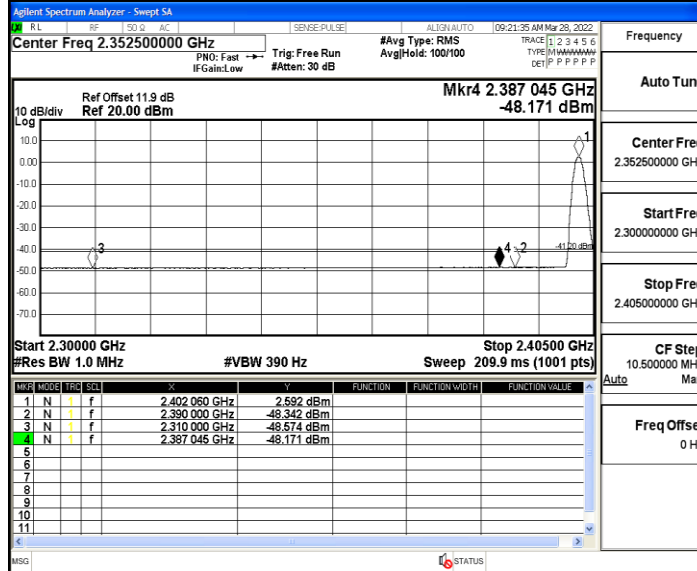 Agilent Spectrum Analyzer - Swept SA
RL RF 50 Ω AC SENSE:PULSE ALIGN AUTO 09:21:35 AM Mar 28, 2022
Center Freq 2.352500000 GHz
PNO: Fast
IFGain:Low
Trig: Free Run
#Atten: 30 dB
#Avg Type: RMS
Avg|Hold: 100/100
TRACE 1 2 3 4 5 6
TYPE M
DET P P P P P P
Ref Offset 11.9 dB
Ref 20.00 dBm
10 dB/div
Log
Mkr4 2.387 045 GHz
-48.171 dBm
10.0
0.00
-10.0
-20.0
-30.0
-40.0
-50.0
-60.0
-70.0
1
3
4
2
-41.20 dBm
Start 2.30000 GHz Stop 2.40500 GHz
#Res BW 1.0 MHz #VBW 390 Hz Sweep 209.9 ms (1001 pts)
MKR MODE TRC SCL X Y FUNCTION FUNCTION WIDTH FUNCTION VALUE
1 N 1 f 2.402 060 GHz 2.592 dBm
2 N 1 f 2.390 000 GHz -48.342 dBm
3 N 1 f 2.310 000 GHz -48.574 dBm
4 N 1 f 2.387 045 GHz -48.171 dBm
5
6
7
8
9
10
11
MSG STATUS
Frequency
Auto Tun
Center Fre
2.352500000 GH
Start Fre
2.300000000 GH
Stop Fre
2.405000000 GH
CF Ste
10.500000 MH
Auto Ma
Freq Offse
0 H